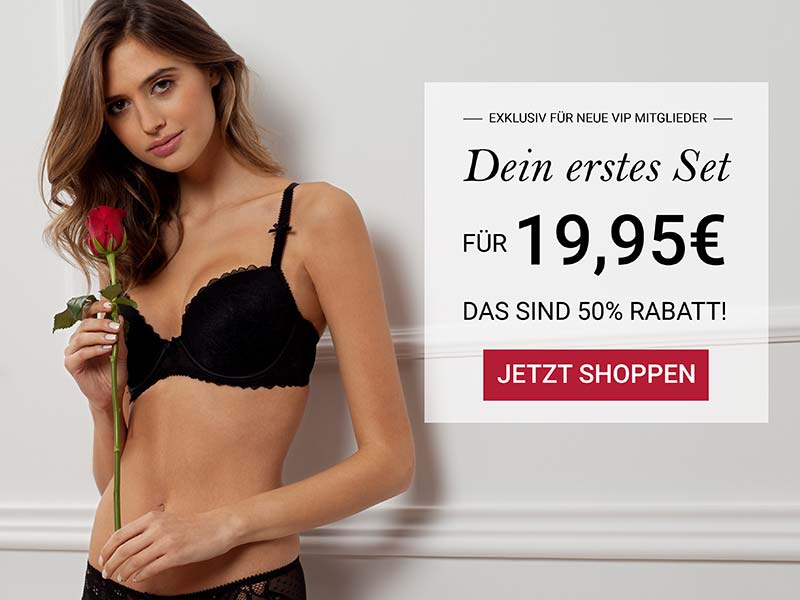 EXKLUSIV FÜR NEUE VIP MITGLIEDER
Dein erstes Set
FÜR 19,95€
DAS SIND 50% RABATT!
JETZT SHOPPEN